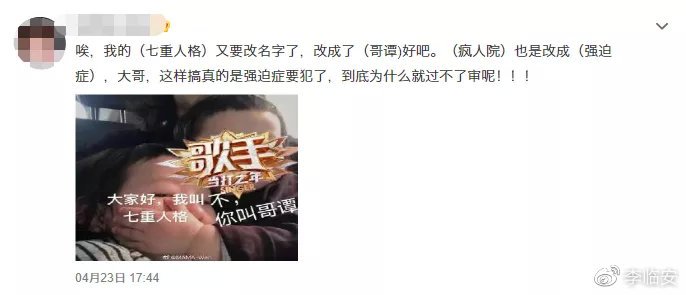 唉，我的（七重人格）又要改名字了，改成了（哥谭)好吧。（疯人院）也是改成（强迫
症），大哥，这样搞真的是强迫症要犯了，到底为什么就过不了审呢！！！
歌手
当打之年
SINGER
大家好，我叫
七重人格
不，
你叫哥谭
04月23日 17:44
李临安